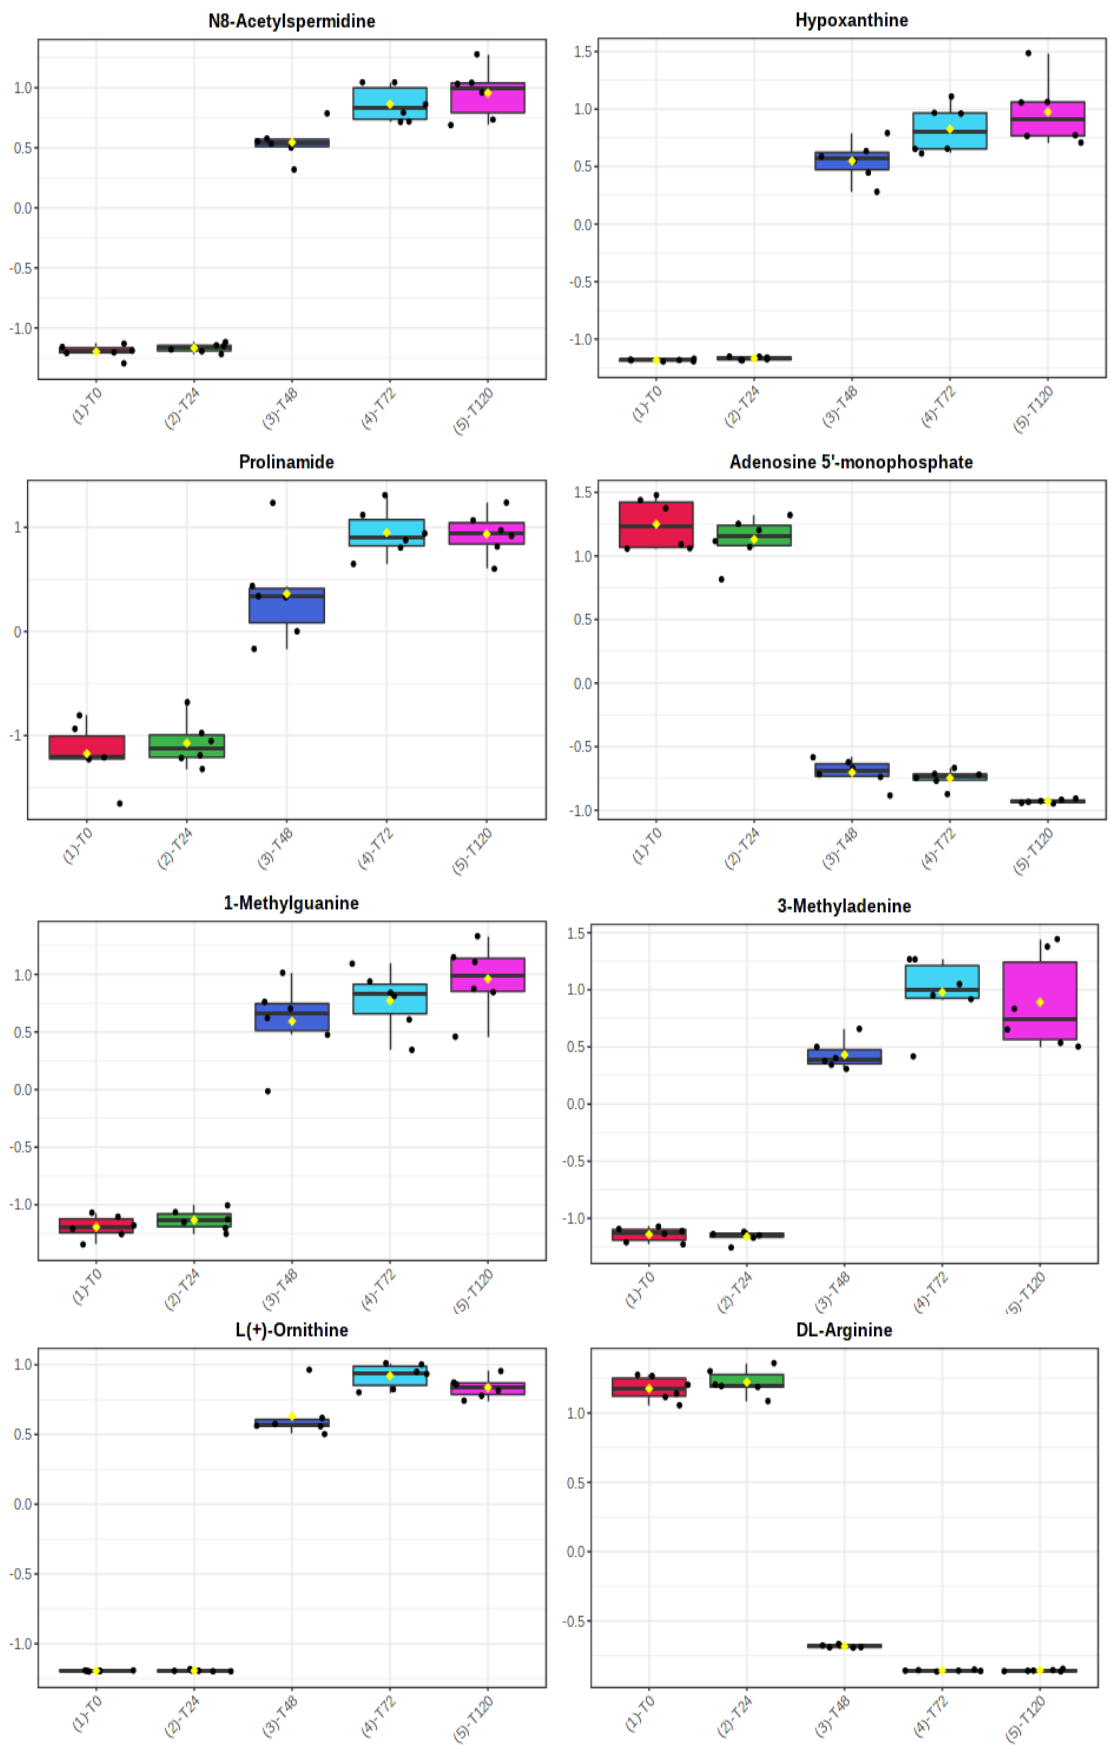 N8-Acetylspermidine
1.0
0.5
0.0
-0.5
-1.0
(1)-T0
(2)-T24
(3)-T48
(4)-T72
(5)-T120
Hypoxanthine
1.5
1.0
0.5
0.0
-0.5
-1.0
(1)-T0
(2)-T24
(3)-T48
(4)-T72
(5)-T120
Prolinamide
1
0
-1
(1)-T0
(2)-T24
(3)-T48
(4)-T72
(5)-T120
Adenosine 5'-monophosphate
1.5
1.0
0.5
0.0
-0.5
-1.0
(1)-T0
(2)-T24
(3)-T48
(4)-T72
(5)-T120
1-Methylguanine
1.0
0.5
0.0
-0.5
-1.0
(1)-T0
(2)-T24
(3)-T48
(4)-T72
(5)-T120
3-Methyladenine
1.5
1.0
0.5
0.0
-0.5
-1.0
(1)-T0
(2)-T24
(3)-T48
(4)-T72
(5)-T120
L(+)-Ornithine
1.0
0.5
0.0
-0.5
-1.0
(1)-T0
(2)-T24
(3)-T48
(4)-T72
(5)-T120
DL-Arginine
1.0
0.5
0.0
-0.5
(1)-T0
(2)-T24
(3)-T48
(4)-T72
(5)-T120